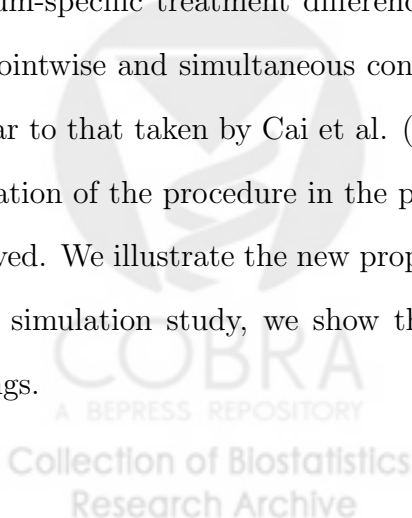 um-specific treatment differenc
ointwise and simultaneous con
ar to that taken by Cai et al. (
ation of the procedure in the p
ved. We illustrate the new prop
simulation study, we show th
ngs.
COBRA
A BEPRESS REPOSITORY
Collection of Biostatistics
Research Archive